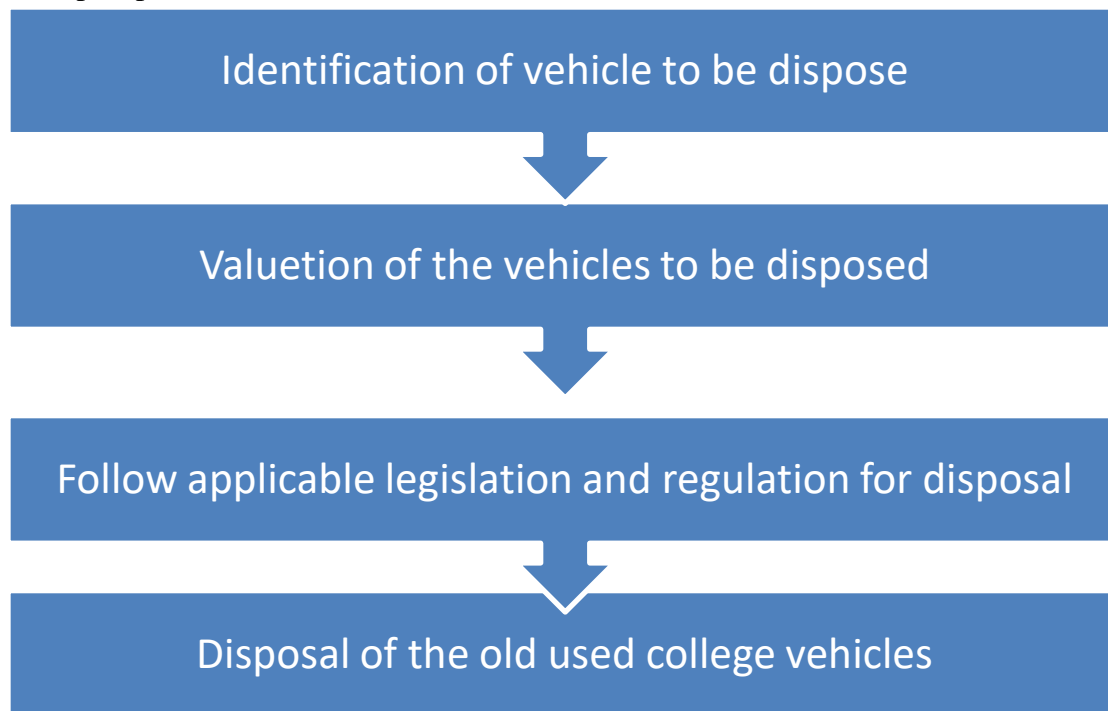 Identification of vehicle to be dispose
Valuetion of the vehicles to be disposed
Follow applicable legislation and regulation for disposal
Disposal of the old used college vehicles